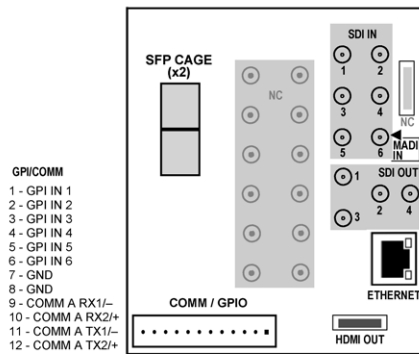 SDI IN
SFP CAGE
(x2)
1 2
NC
3 4
NC
5 6
MADI
IN
GPI/COMM
1 - GPI IN 1
2 - GPI IN 2
3 - GPI IN 3
4 - GPI IN 4
5 - GPI IN 5
6 - GPI IN 6
7 - GND
8 - GND
9 - COMM A RX1/–
10 - COMM A RX2/+
11 - COMM A TX1/–
12 - COMM A TX2/+
1 SDI OUT
2 4
3
ETHERNET
COMM / GPIO
HDMI OUT